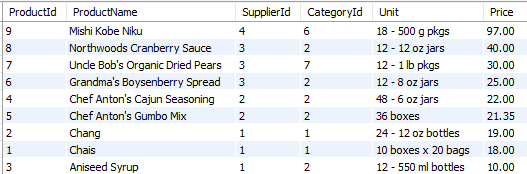 ProductId ProductName SupplierId CategoryId Unit Price
9 Mishi Kobe Niku 4 6 18 - 500 g pkgs 97.00
8 Northwoods Cranberry Sauce 3 2 12 - 12 oz jars 40.00
7 Uncle Bob's Organic Dried Pears 3 7 12 - 1 lb pkgs 30.00
6 Grandma's Boysenberry Spread 3 2 12 - 8 oz jars 25.00
4 Chef Anton's Cajun Seasoning 2 2 48 - 6 oz jars 22.00
5 Chef Anton's Gumbo Mix 2 2 36 boxes 21.35
2 Chang 1 1 24 - 12 oz bottles 19.00
1 Chais 1 1 10 boxes x 20 bags 18.00
3 Aniseed Syrup 1 2 12 - 550 ml bottles 10.00